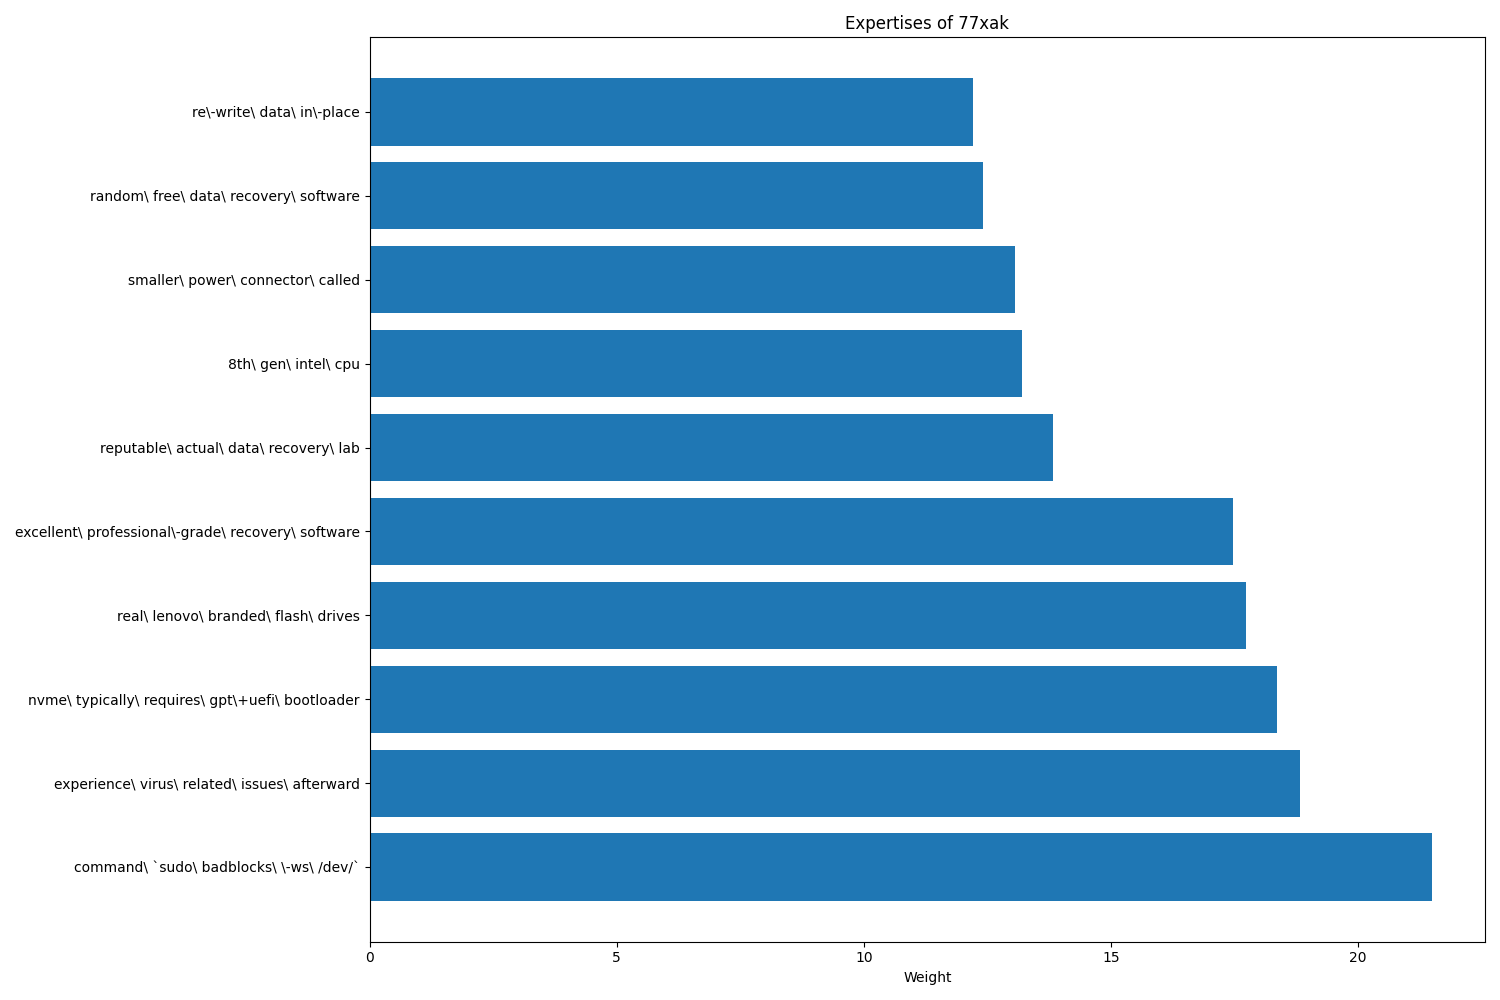 Expertises of 77xak
re\-write\ data\ in\-place
random\ free\ data\ recovery\ software
smaller\ power\ connector\ called
8th\ gen\ intel\ cpu
reputable\ actual\ data\ recovery\ lab
excellent\ professional\-grade\ recovery\ software
real\ lenovo\ branded\ flash\ drives
nvme\ typically\ requires\ gpt\+uefi\ bootloader
experience\ virus\ related\ issues\ afterward
command\ `sudo\ badblocks\ \-ws\ /dev/`
0 5 10 15 20
Weight